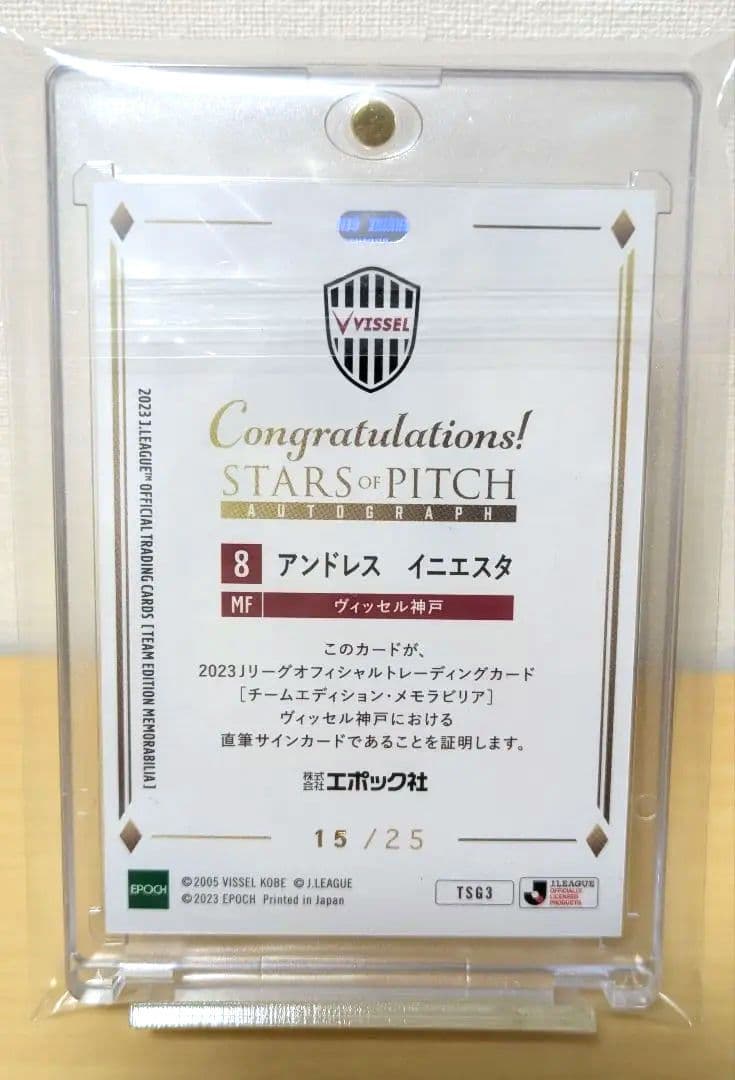 VISSEL
Congratulations!
STARS OF PITCH
AUTOGRAPH
8 アンドレス イニエスタ
MF ヴィッセル神戸
このカードが、
2023Jリーグオフィシャルトレーディングカード
[チームエディション・メモラビリア]
ヴィッセル神戸における
直筆サインカードであることを証明します。
株式会社エポック社
15/25
2023 J.LEAGUE™ OFFICIAL TRADING CARDS [TEAM EDITION MEMORABILIA]
EPOCH
©2005 VISSEL KOBE ©J.LEAGUE
©2023 EPOCH Printed in Japan
TSG3
J.LEAGUE
OFFICIALLY
LICENSED
PRODUCTS